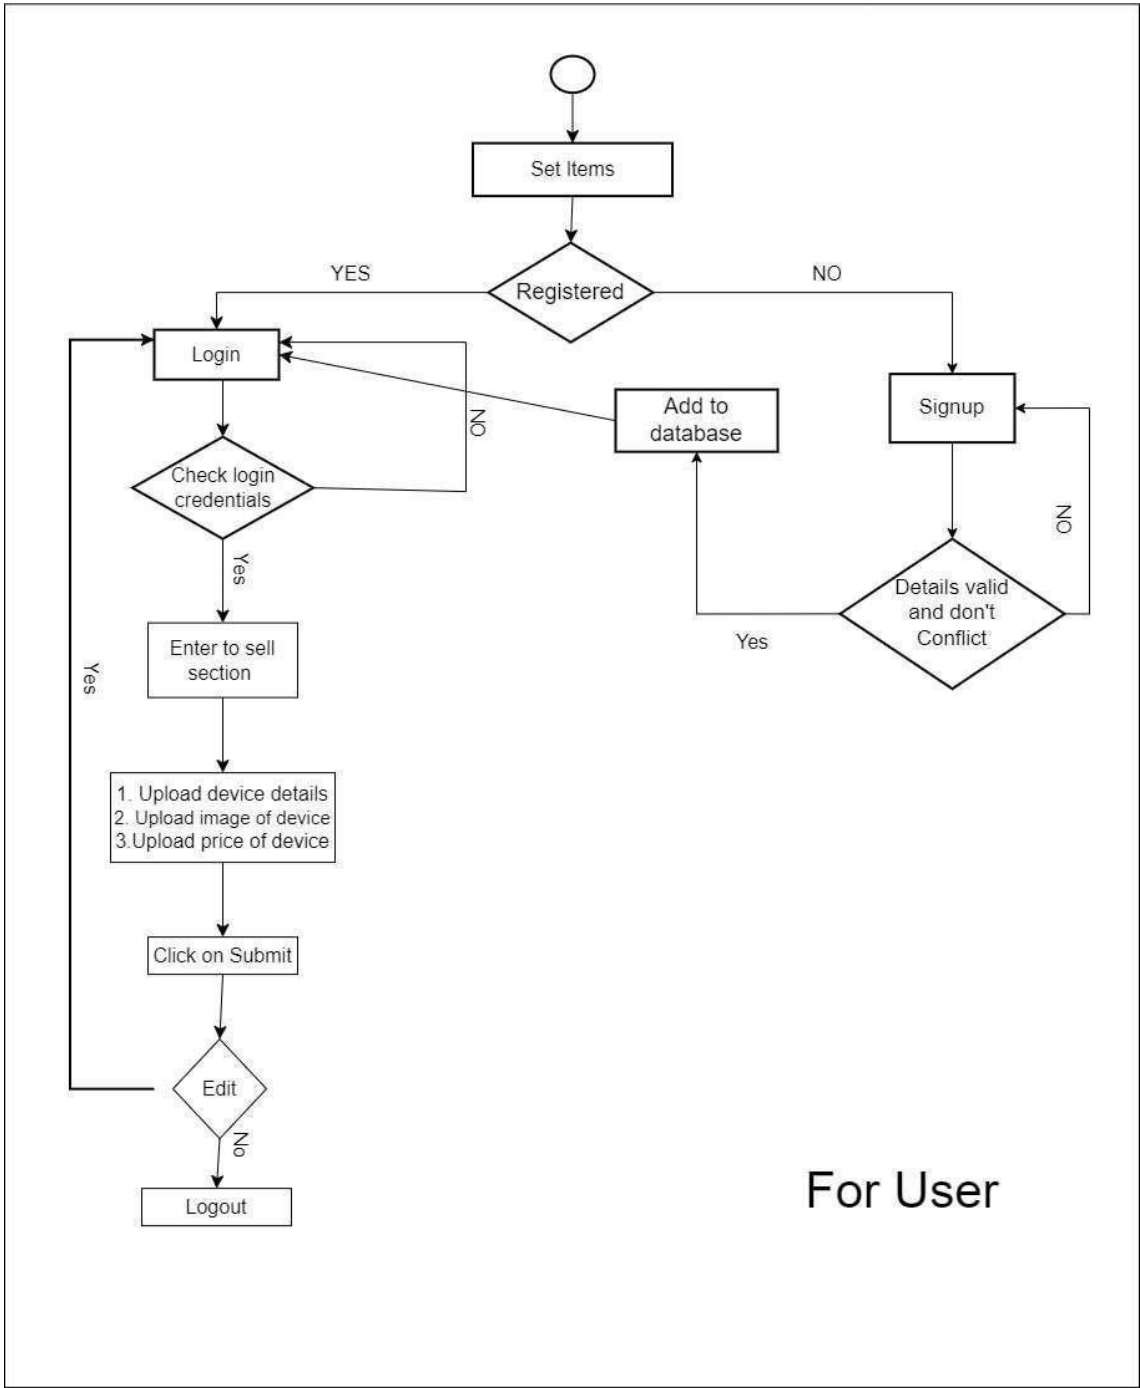 Set Items
YES
Registered
NO
Login
NO
Add to
database
Signup
Check login
credentials
NO
Yes
Details valid
and don't
Conflict
Yes
Enter to sell
section
Yes
1. Upload device details
2. Upload image of device
3.Upload price of device
Click on Submit
Edit
No
Logout
For User